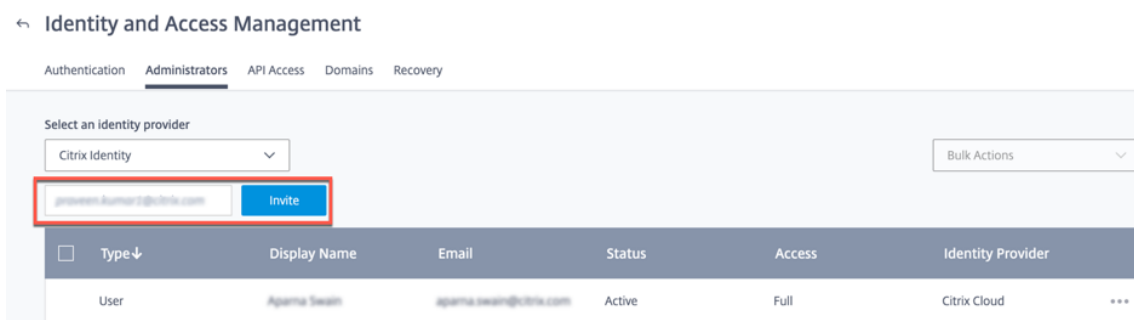 Identity and Access Management
Authentication Administrators API Access Domains Recovery
Select an identity provider
Citrix Identity
Bulk Actions
Invite
Type Display Name Email Status Access Identity Provider
User Active Full Citrix Cloud